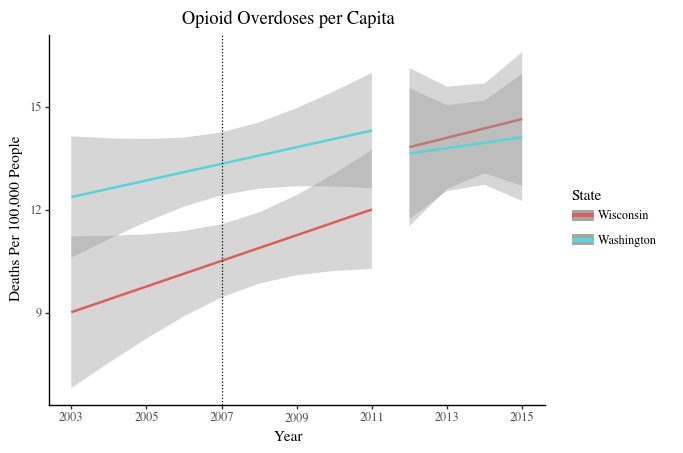 Opioid Overdoses per Capita
Deaths Per 100,000 People
15
12
9
2003 2005 2007 2009 2011 2013 2015
Year
State
Wisconsin
Washington